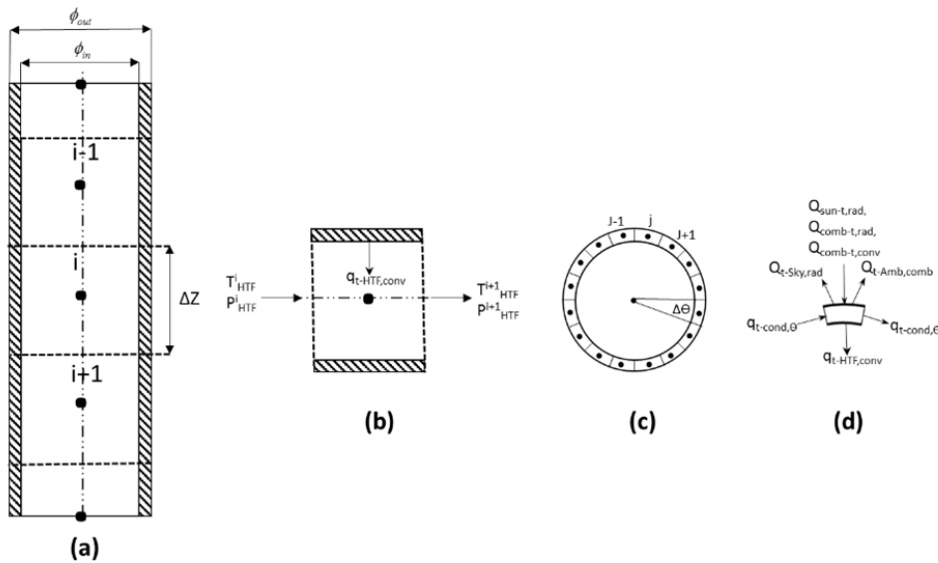 ϕout
ϕin
i-1
i
ΔZ
i+1
(a)
qt-HTF,conv
TiHTF
PiHTF
Ti+1HTF
Pi+1HTF
(b)
J-1
j
J+1
Δϴ
(c)
Qsun-t,rad,
Qcomb-t,rad,
Qcomb-t,conv
Qt-Sky,rad
Qt-Amb,comb
qt-cond,ϴ
qt-cond,ϴ
qt-HTF,conv
(d)